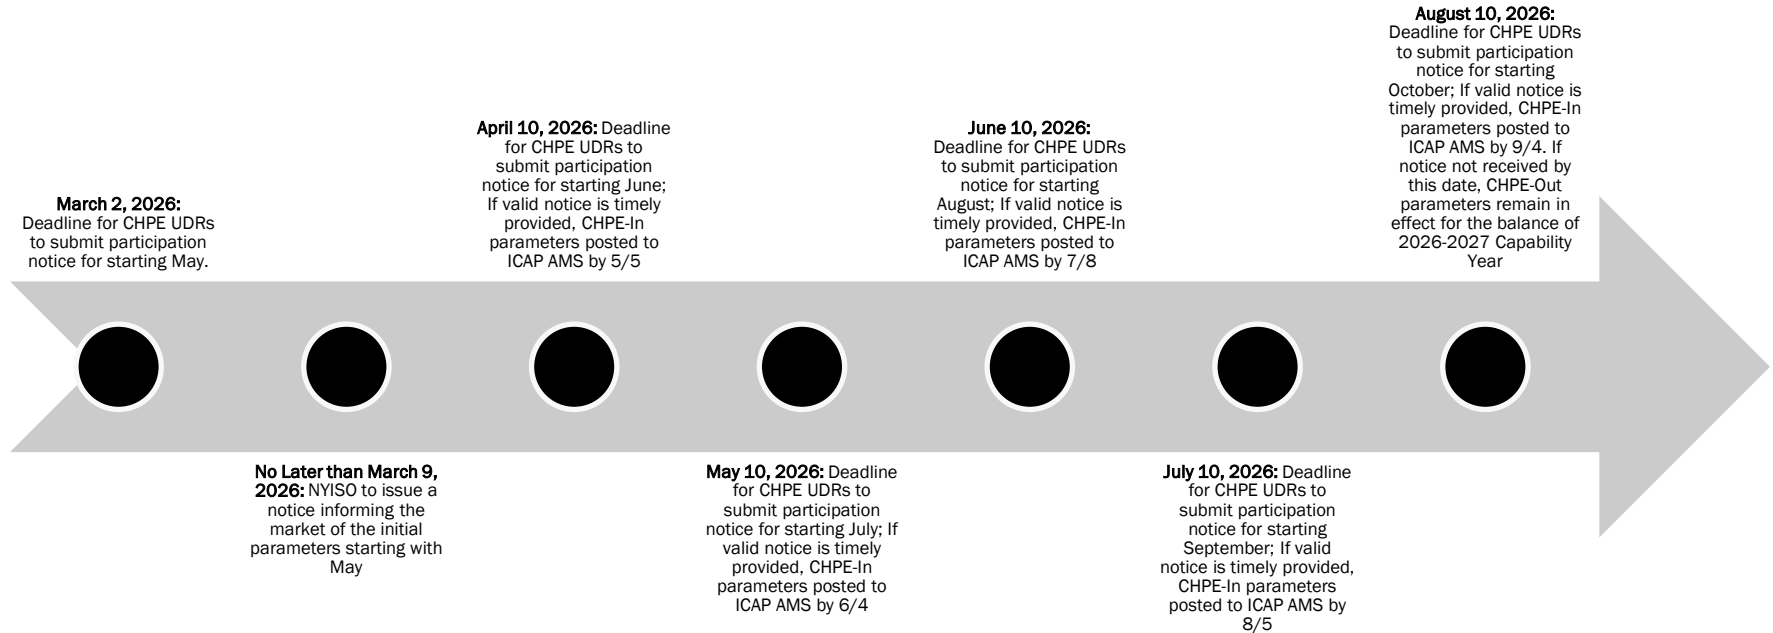 March 2, 2026:
Deadline for CHPE UDRs
to submit participation
notice for starting May.
No Later than March 9,
2026: NYISO to issue a
notice informing the
market of the initial
parameters starting with
May
April 10, 2026: Deadline
for CHPE UDRs to
submit participation
notice for starting June;
If valid notice is timely
provided, CHPE-In
parameters posted to
ICAP AMS by 5/5
May 10, 2026: Deadline
for CHPE UDRs to
submit participation
notice for starting July; If
valid notice is timely
provided, CHPE-In
parameters posted to
ICAP AMS by 6/4
June 10, 2026:
Deadline for CHPE UDRs
to submit participation
notice for starting
August; If valid notice is
timely provided, CHPE-In
parameters posted to
ICAP AMS by 7/8
July 10, 2026: Deadline
for CHPE UDRs to
submit participation
notice for starting
September; If valid
notice is timely provided,
CHPE-In parameters
posted to ICAP AMS by
8/5
August 10, 2026:
Deadline for CHPE UDRs
to submit participation
notice for starting
October; If valid notice is
timely provided, CHPE-In
parameters posted to
ICAP AMS by 9/4. If
notice not received by
this date, CHPE-Out
parameters remain in
effect for the balance of
2026-2027 Capability
Year